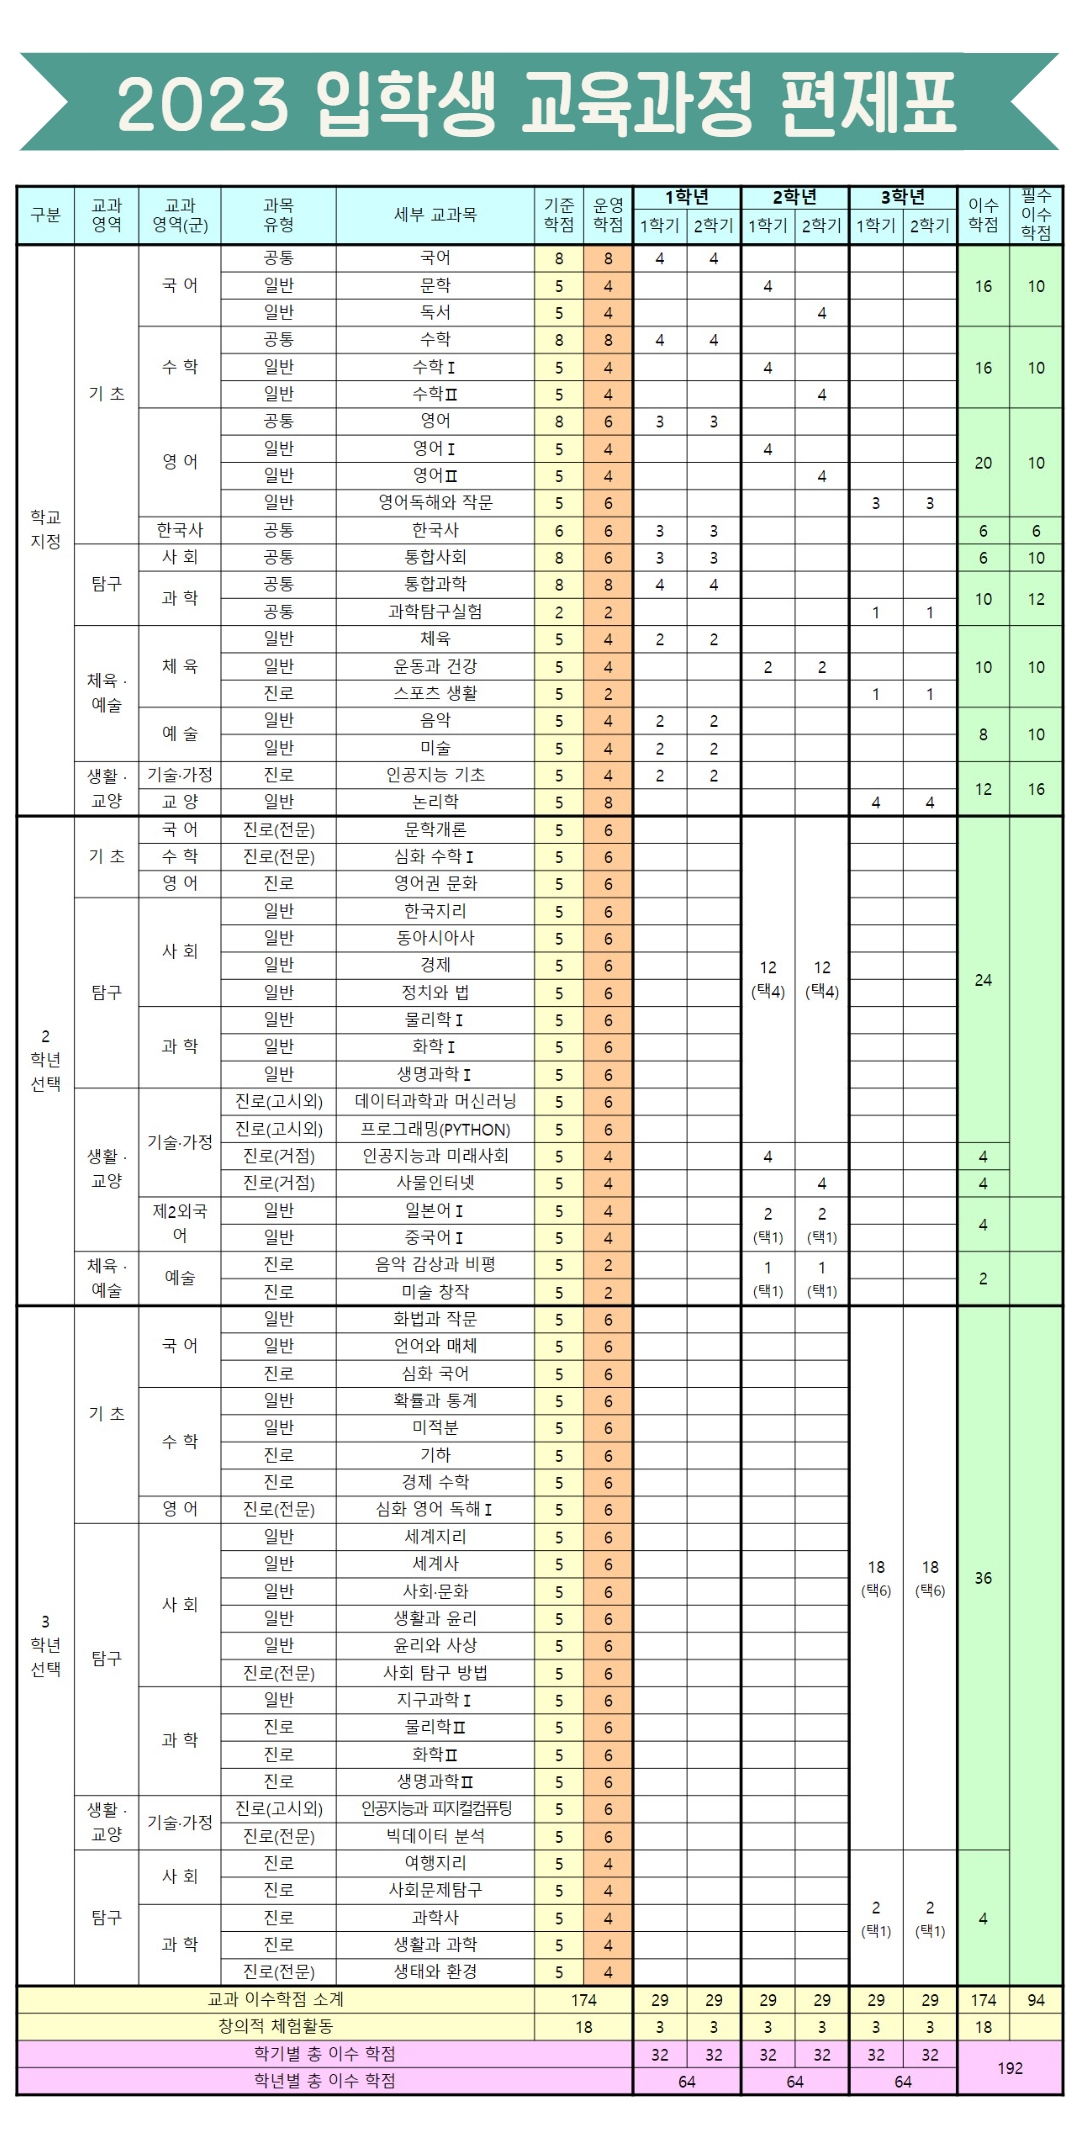 2023 입학생 교육과정 편제표
구분 교과 영역 교과 영역(군) 과목 유형 세부 교과목 기준 학점 운영 학점 1학년 2학년 3학년 이수 학점 필수 이수 학점
1학기 2학기 1학기 2학기 1학기 2학기
학교 지정 기 초 국 어 공통 국어 8 8 4 4 16 10
일반 문학 5 4 4
일반 독서 5 4 4
수 학 공통 수학 8 8 4 4 16 10
일반 수학Ⅰ 5 4 4
일반 수학Ⅱ 5 4 4
영 어 공통 영어 8 6 3 3 20 10
일반 영어Ⅰ 5 4 4
일반 영어Ⅱ 5 4 4
일반 영어독해와 작문 5 6 3 3
한국사 공통 한국사 6 6 3 3 6 6
탐구 사 회 공통 통합사회 8 6 3 3 6 10
과 학 공통 통합과학 8 8 4 4 10 12
공통 과학탐구실험 2 2 1 1
체육 · 예술 체 육 일반 체육 5 4 2 2 10 10
일반 운동과 건강 5 4 2 2
진로 스포츠 생활 5 2 1 1
예 술 일반 음악 5 4 2 2 8 10
일반 미술 5 4 2 2
생활 · 교양 기술·가정 진로 인공지능 기초 5 4 2 2 12 16
교 양 일반 논리학 5 8 4 4
2 학년 선택 기 초 국 어 진로(전문) 문학개론 5 6 12 (택4) 12 (택4) 24
수 학 진로(전문) 심화 수학Ⅰ 5 6
영 어 진로 영어권 문화 5 6
탐구 사 회 일반 한국지리 5 6
일반 동아시아사 5 6
일반 경제 5 6
일반 정치와 법 5 6
과 학 일반 물리학Ⅰ 5 6
일반 화학Ⅰ 5 6
일반 생명과학Ⅰ 5 6
생활 · 교양 기술·가정 진로(고시외) 데이터과학과 머신러닝 5 6
진로(고시외) 프로그래밍(PYTHON) 5 6
진로(거점) 인공지능과 미래사회 5 4 4 4
진로(거점) 사물인터넷 5 4 4 4
제2외국어 일반 일본어Ⅰ 5 4 2 (택1) 2 (택1) 4
일반 중국어Ⅰ 5 4
체육 · 예술 예술 진로 음악 감상과 비평 5 2 1 (택1) 1 (택1) 2
진로 미술 창작 5 2
3 학년 선택 기 초 국 어 일반 화법과 작문 5 6 18 (택6) 18 (택6) 36
일반 언어와 매체 5 6
진로 심화 국어 5 6
수 학 일반 확률과 통계 5 6
일반 미적분 5 6
진로 기하 5 6
진로 경제 수학 5 6
영 어 진로(전문) 심화 영어 독해Ⅰ 5 6
탐구 사 회 일반 세계지리 5 6
일반 세계사 5 6
일반 사회·문화 5 6
일반 생활과 윤리 5 6
일반 윤리와 사상 5 6
진로(전문) 사회 탐구 방법 5 6
과 학 일반 지구과학Ⅰ 5 6
진로 물리학Ⅱ 5 6
진로 화학Ⅱ 5 6
진로 생명과학Ⅱ 5 6
생활 · 교양 기술·가정 진로(고시외) 인공지능과 피지컬컴퓨팅 5 6
진로(전문) 빅데이터 분석 5 6
탐구 사 회 진로 여행지리 5 4 2 (택1) 2 (택1) 4
진로 사회문제탐구 5 4
과 학 진로 과학사 5 4
진로 생활과 과학 5 4
진로(전문) 생태와 환경 5 4
교과 이수학점 소계 174 29 29 29 29 29 29 174 94
창의적 체험활동 18 3 3 3 3 3 3 18
학기별 총 이수 학점 32 32 32 32 32 32 192
학년별 총 이수 학점 64 64 64